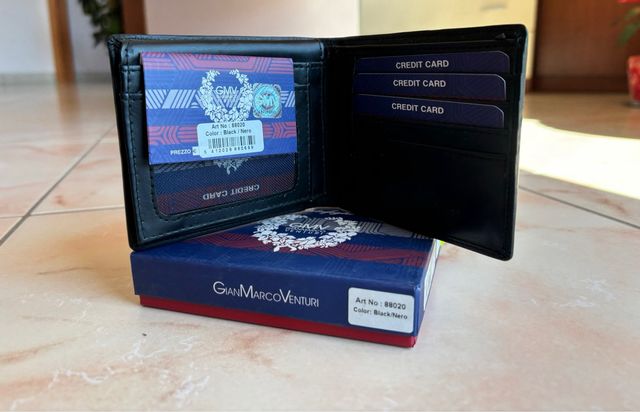 GMV
Art No : 88020
Color : Black / Nero
PREZZO €
CREDIT CARD
CREDIT CARD
CREDIT CARD
CREDIT CARD
GMV
GIANMARCOVENTURI
Art No : 88020
Color: Black/Nero